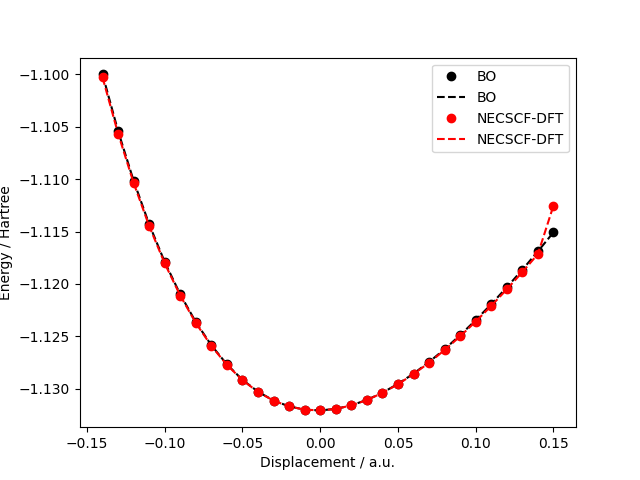 BO
BO
NECSCF-DFT
NECSCF-DFT
Energy / Hartree
−1.100
−1.105
−1.110
−1.115
−1.120
−1.125
−1.130
−0.15
−0.10
−0.05
0.00
0.05
0.10
0.15
Displacement / a.u.